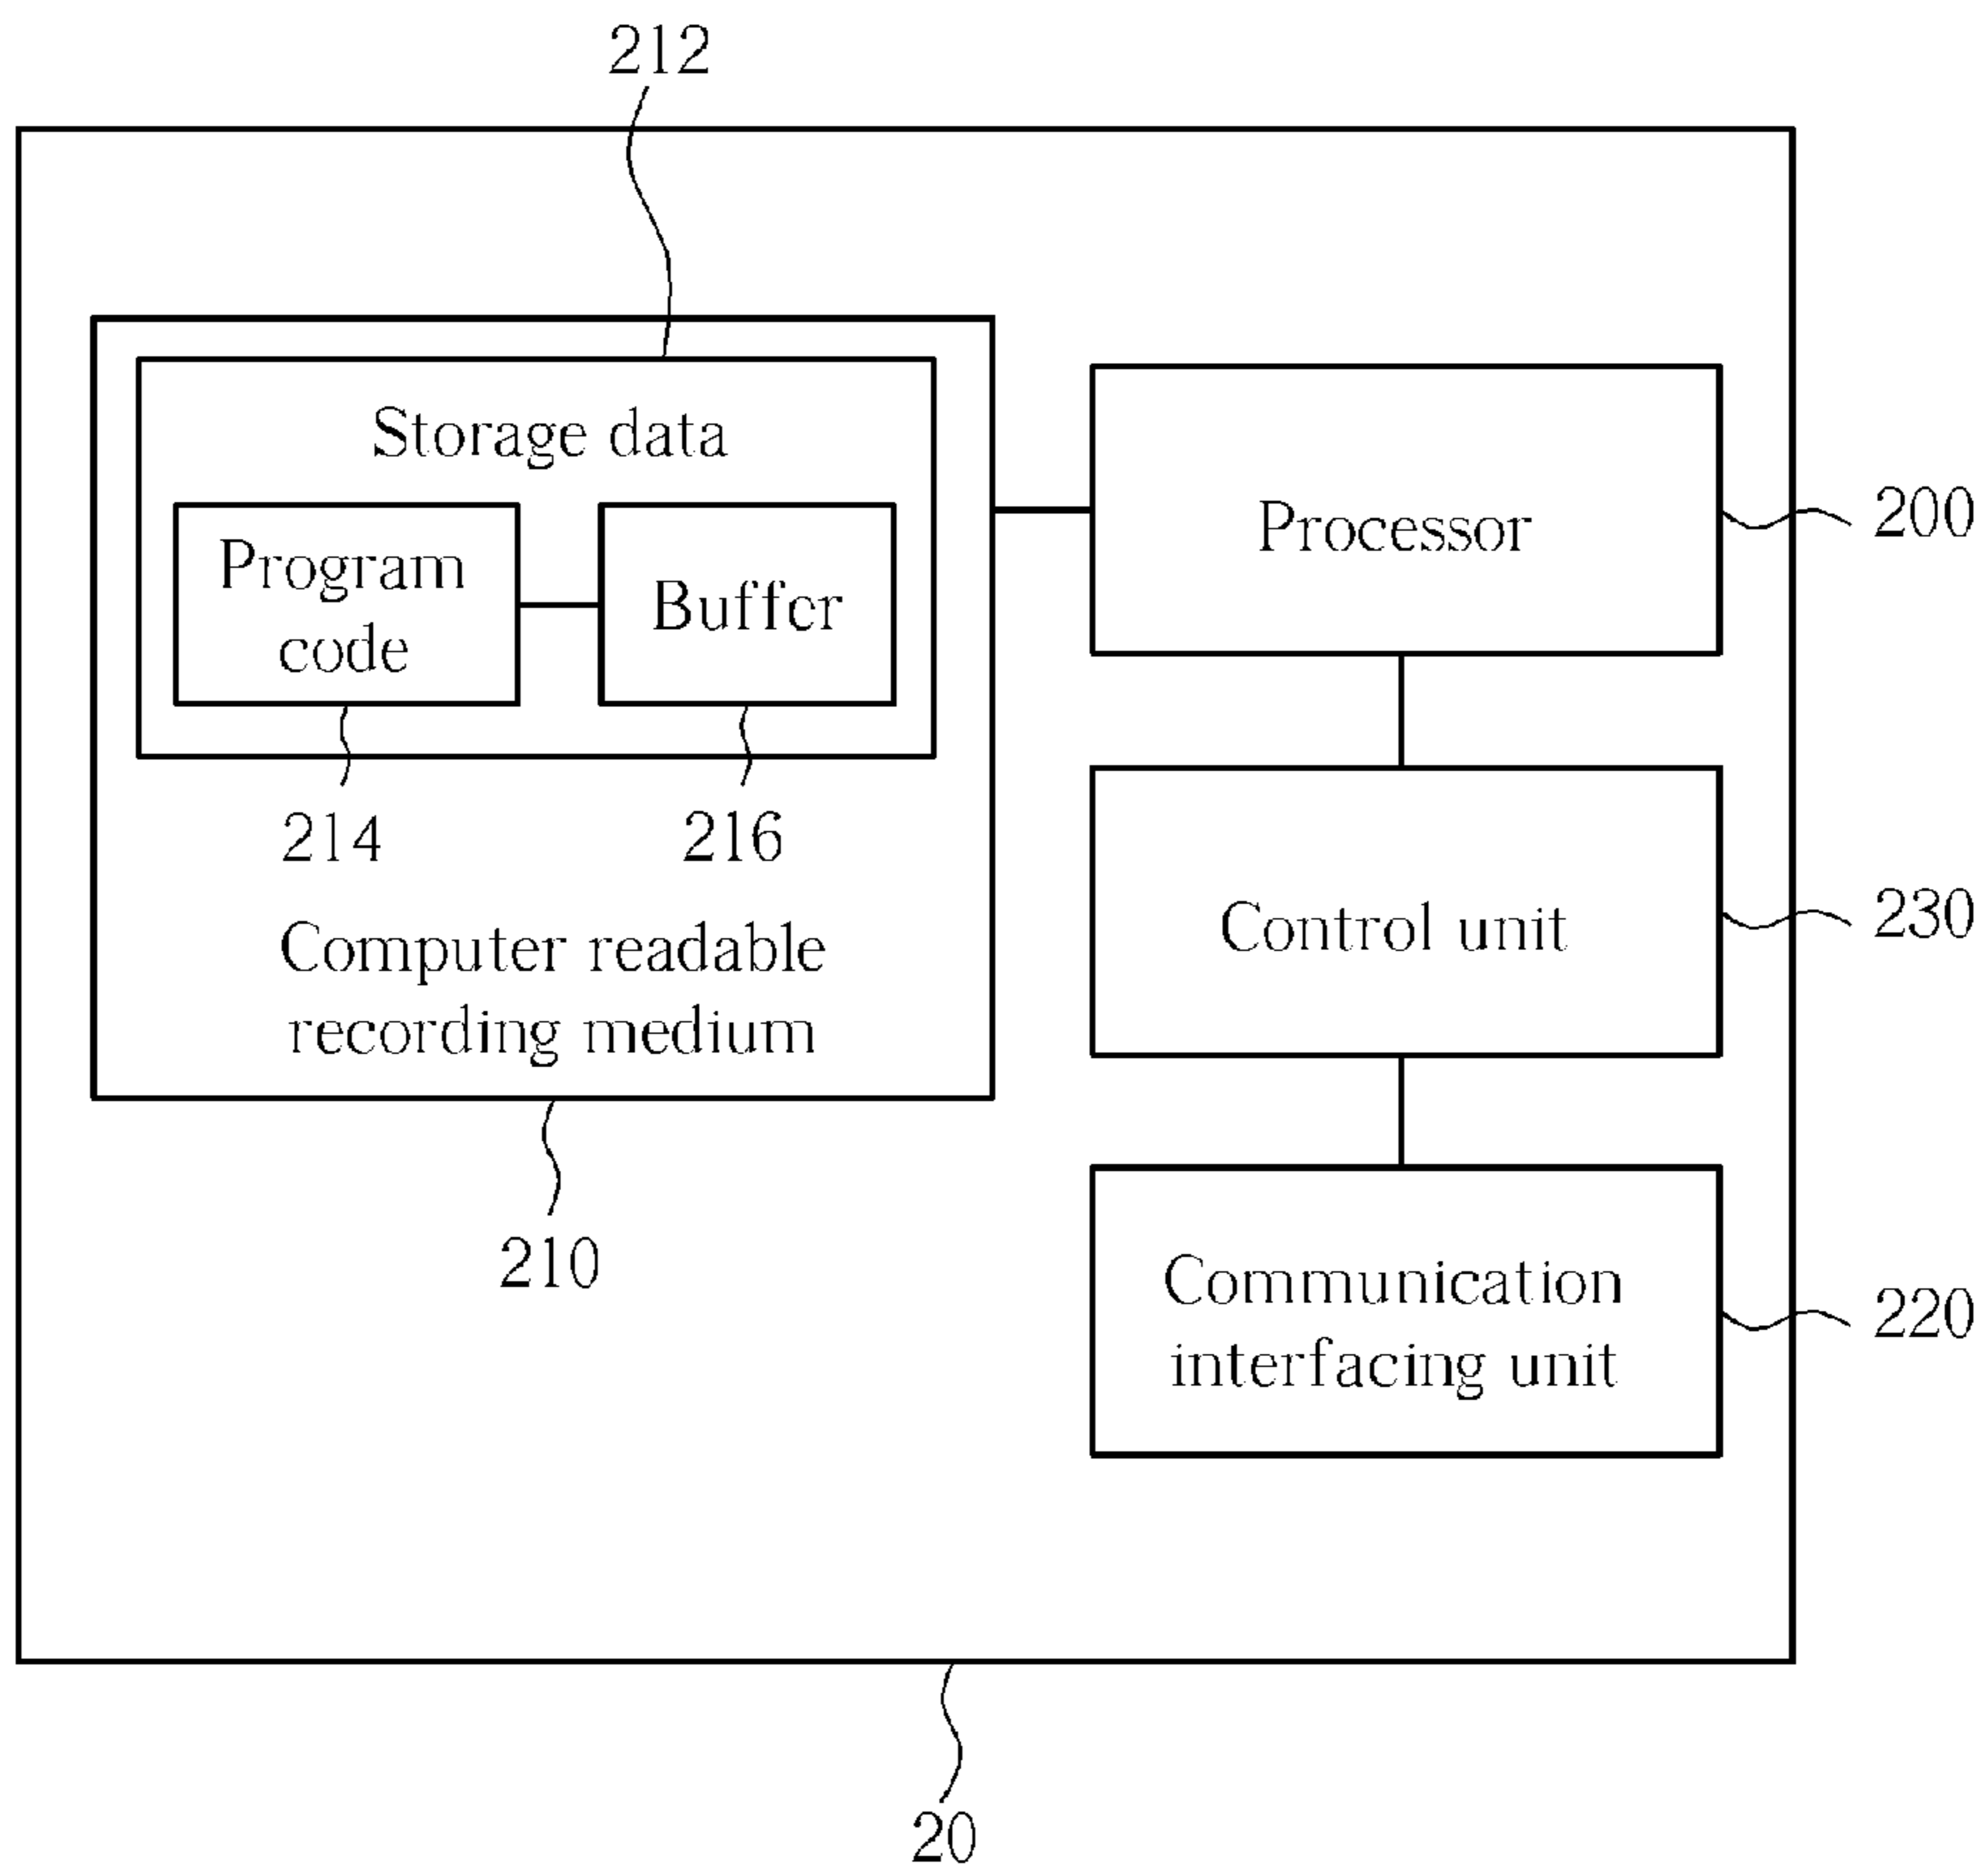 212
Storage data
Program
code
Buffer
214
216
Computer readable
recording medium
210
Processor
200
Control unit
230
Communication
interfacing unit
220
20